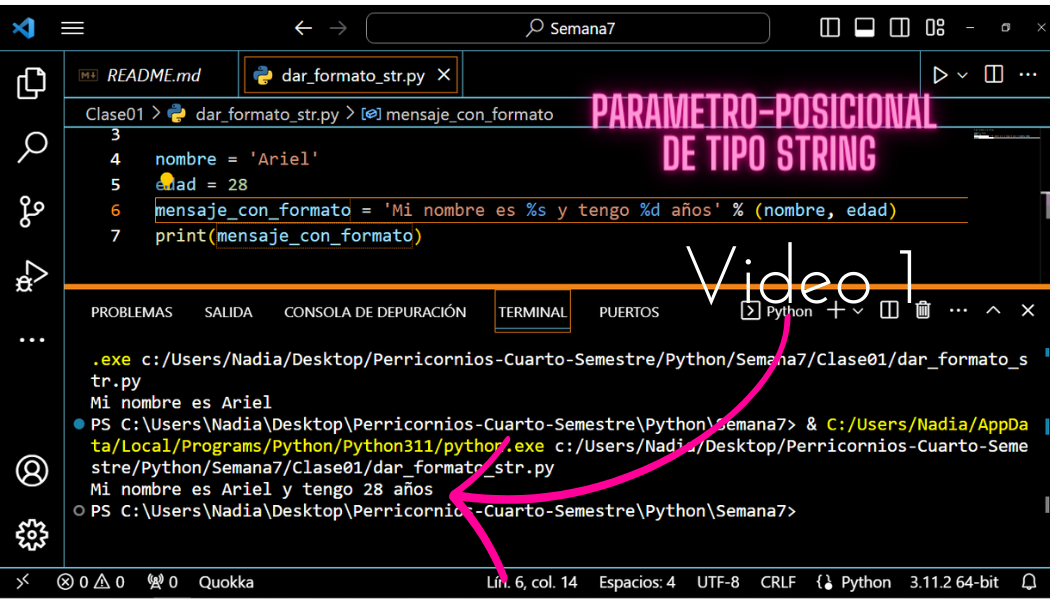 Semana7
README.md
dar_formato_str.py
Clase01 > dar_formato_str.py > mensaje_con_formato
PARAMETRO-POSICIONAL
DE TIPO STRING
3
4 nombre = 'Ariel'
5 edad = 28
6 mensaje_con_formato = 'Mi nombre es %s y tengo %d años' % (nombre, edad)
7 print(mensaje_con_formato)
Video 1
PROBLEMAS SALIDA CONSOLA DE DEPURACIÓN TERMINAL PUERTOS Python
.exe c:/Users/Nadia/Desktop/Perricornios-Cuarto-Semestre/Python/Semana7/Clase01/dar_formato_s
tr.py
Mi nombre es Ariel
PS C:\Users\Nadia\Desktop\Perricornios-Cuarto-Semestre\Python\Semana7> & C:/Users/Nadia/AppDa
ta/Local/Programs/Python/Python311/python.exe c:/Users/Nadia/Desktop/Perricornios-Cuarto-Seme
stre/Python/Semana7/Clase01/dar_formato_str.py
Mi nombre es Ariel y tengo 28 años
PS C:\Users\Nadia\Desktop\Perricornios-Cuarto-Semestre\Python\Semana7>
0 0 0 Quokka Lín. 6, col. 14 Espacios: 4 UTF-8 CRLF Python 3.11.2 64-bit